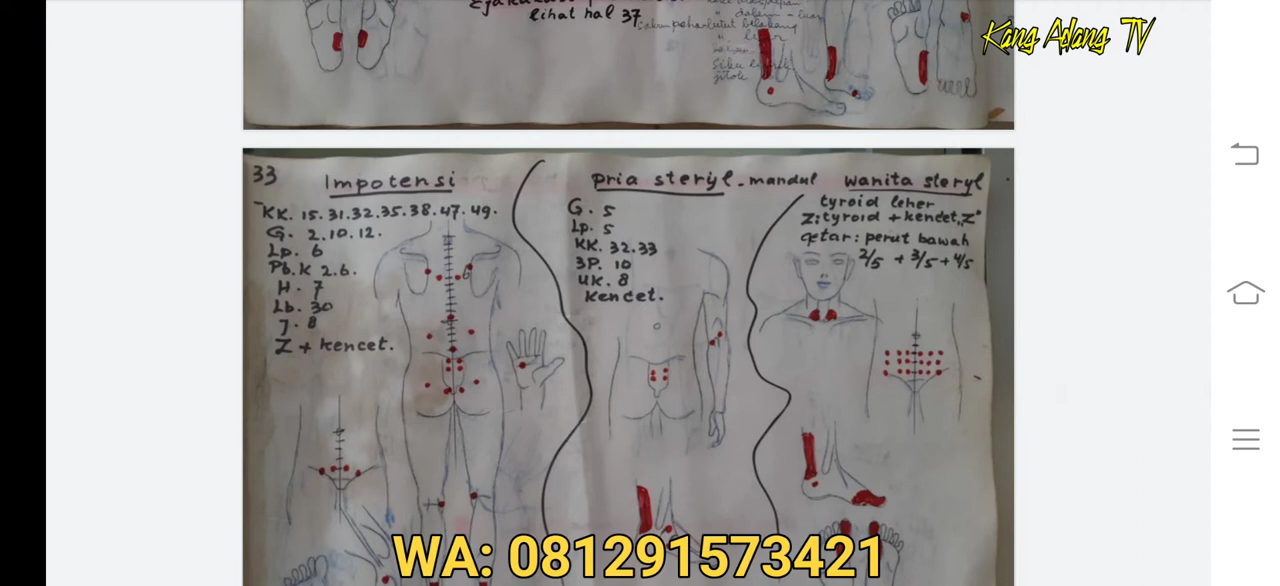 Kang Adang TV
lihat hal 37
33
Impotensi
KK. 15.31.32.35.38.47.49.
G. 2.10.12.
Lp. 6
Pb.K 2.6.
H. 7
Lb. 30
J. 8
Z + kencet.
6
Pria steryl - mandul
G. 5
Lp. 5
KK. 32.33
3P. 10
UK. 8
Kencet.
Wanita steryl
tyroid leher
Z: tyroid + kencet, Z"
getar: perut bawah
2/5 + 3/5 + 4/5
WA: 081291573421